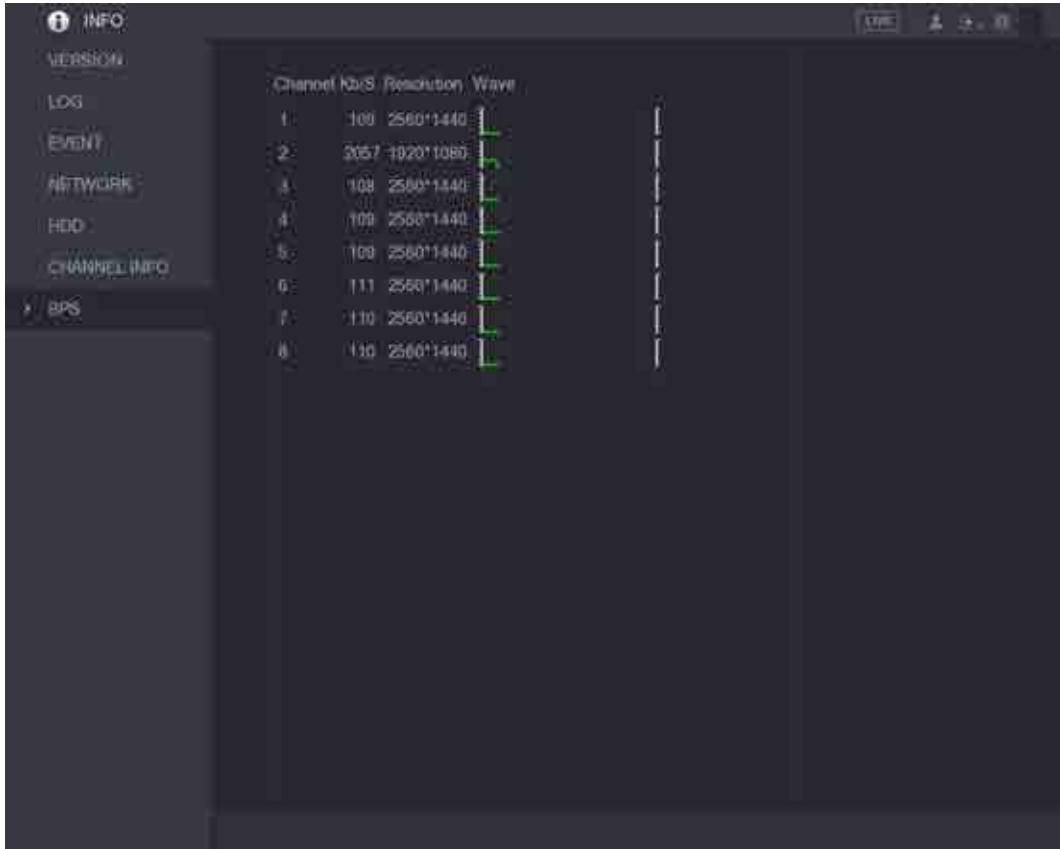 INFO
LIVE
VERSION
LOG
EVENT
NETWORK
HDD
CHANNEL INFO
BPS
Channel Kb/S Resolution Wave
1 109 2560*1440
2 2057 1920*1080
3 108 2560*1440
4 109 2560*1440
5 109 2560*1440
6 111 2560*1440
7 110 2560*1440
8 110 2560*1440